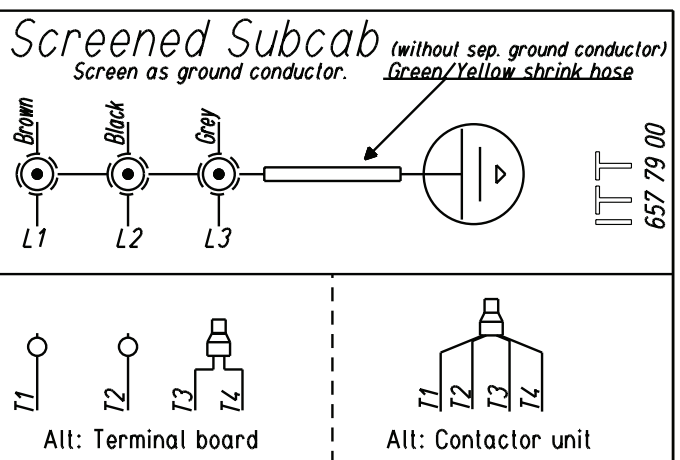 Screened Subcab (without sep. ground conductor)
Screen as ground conductor. Green/Yellow shrink hose
Brown Black Grey
L1 L2 L3
ITT
657 79 00
T1 T2 T3 T4
T1 T2 T3 T4
Alt: Terminal board
Alt: Contactor unit